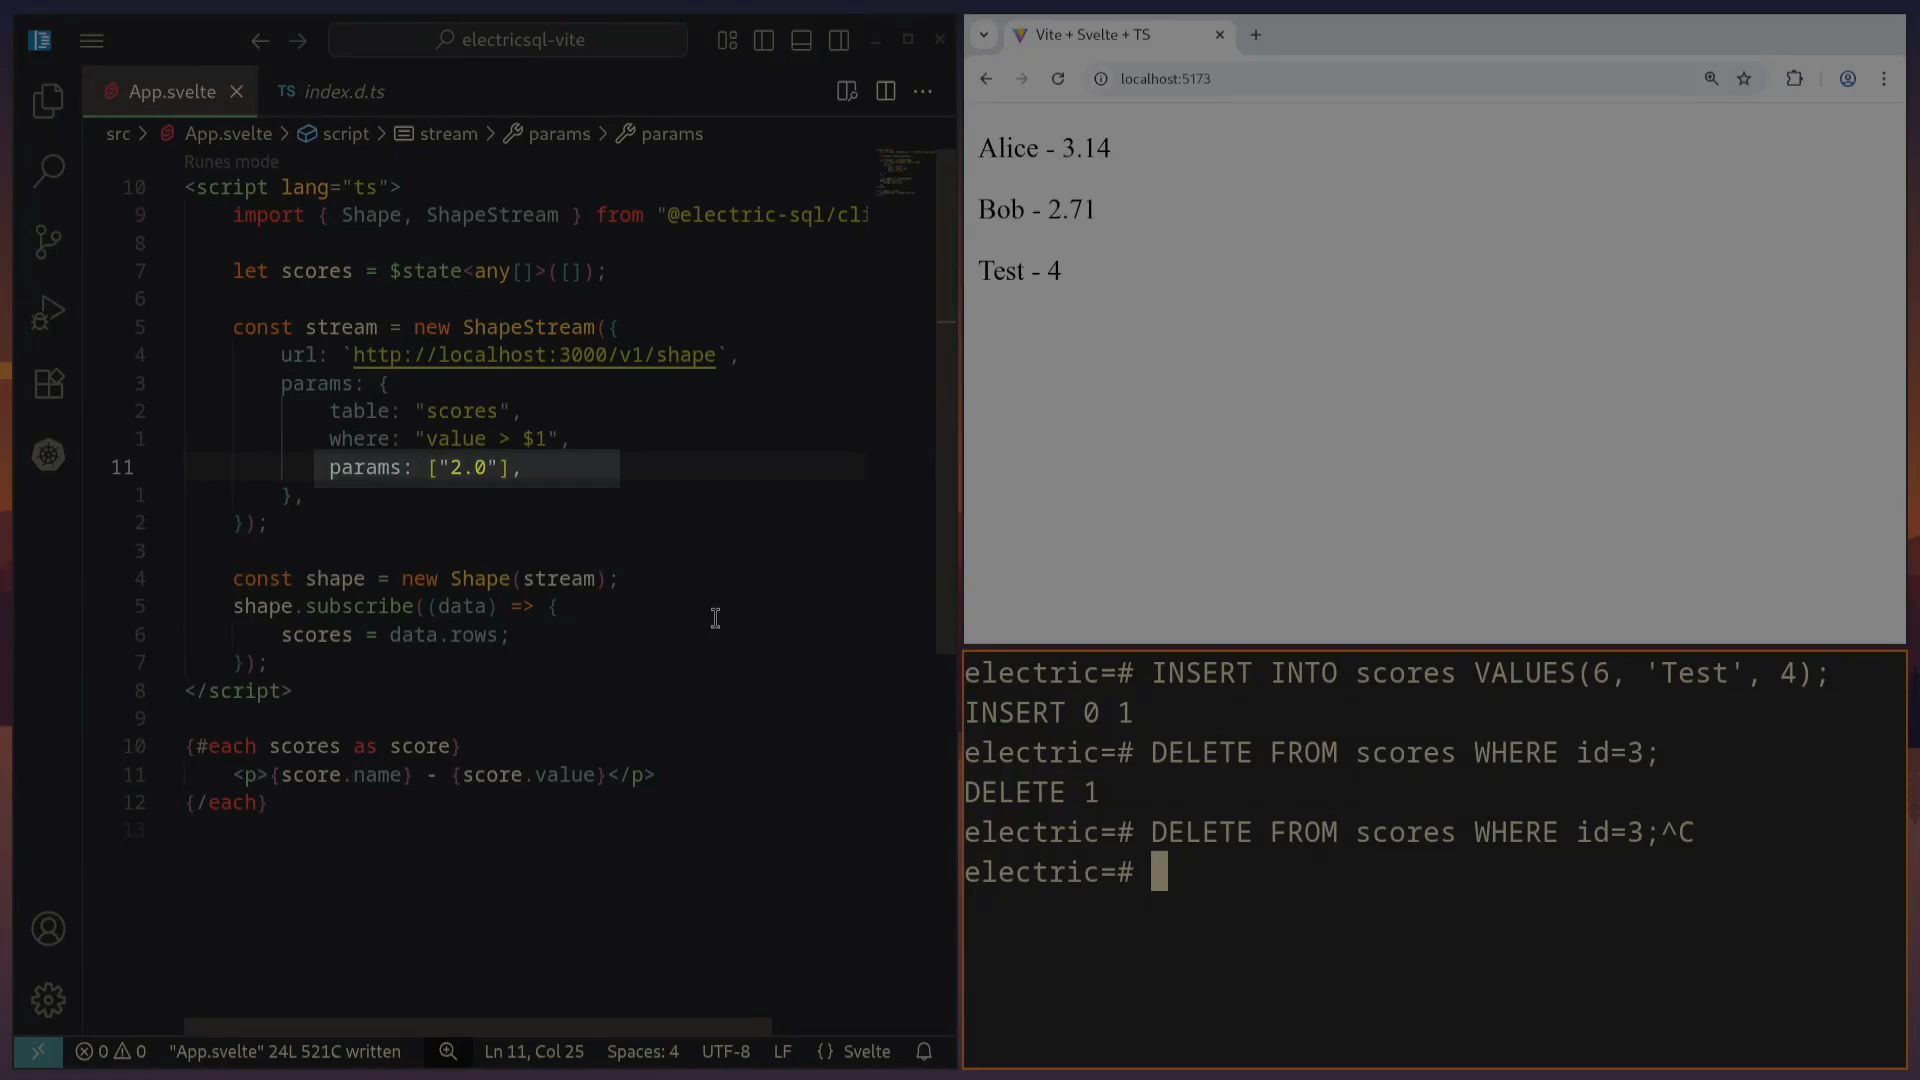 electricsql-vite
App.svelte
TS index.d.ts
src > App.svelte > script > stream > params > params
Runes mode
10 <script lang="ts">
9 import { Shape, ShapeStream } from "@electric-sql/cli
8
7 let scores = $state<any[]>([]);
6
5 const stream = new ShapeStream({
4 url: `http://localhost:3000/v1/shape`,
3 params: {
2 table: "scores",
1 where: "value > $1",
11 params: ["2.0"],
1 },
2 });
3
4 const shape = new Shape(stream);
5 shape.subscribe((data) => {
6 scores = data.rows;
7 });
8 </script>
9
10 {#each scores as score}
11 <p>{score.name} - {score.value}</p>
12 {/each}
13
0 0 "App.svelte" 24L 521C written Ln 11, Col 25 Spaces: 4 UTF-8 LF {} Svelte
Vite + Svelte + TS
localhost:5173
Alice - 3.14
Bob - 2.71
Test - 4
electric=# INSERT INTO scores VALUES(6, 'Test', 4);
INSERT 0 1
electric=# DELETE FROM scores WHERE id=3;
DELETE 1
electric=# DELETE FROM scores WHERE id=3;^C
electric=#